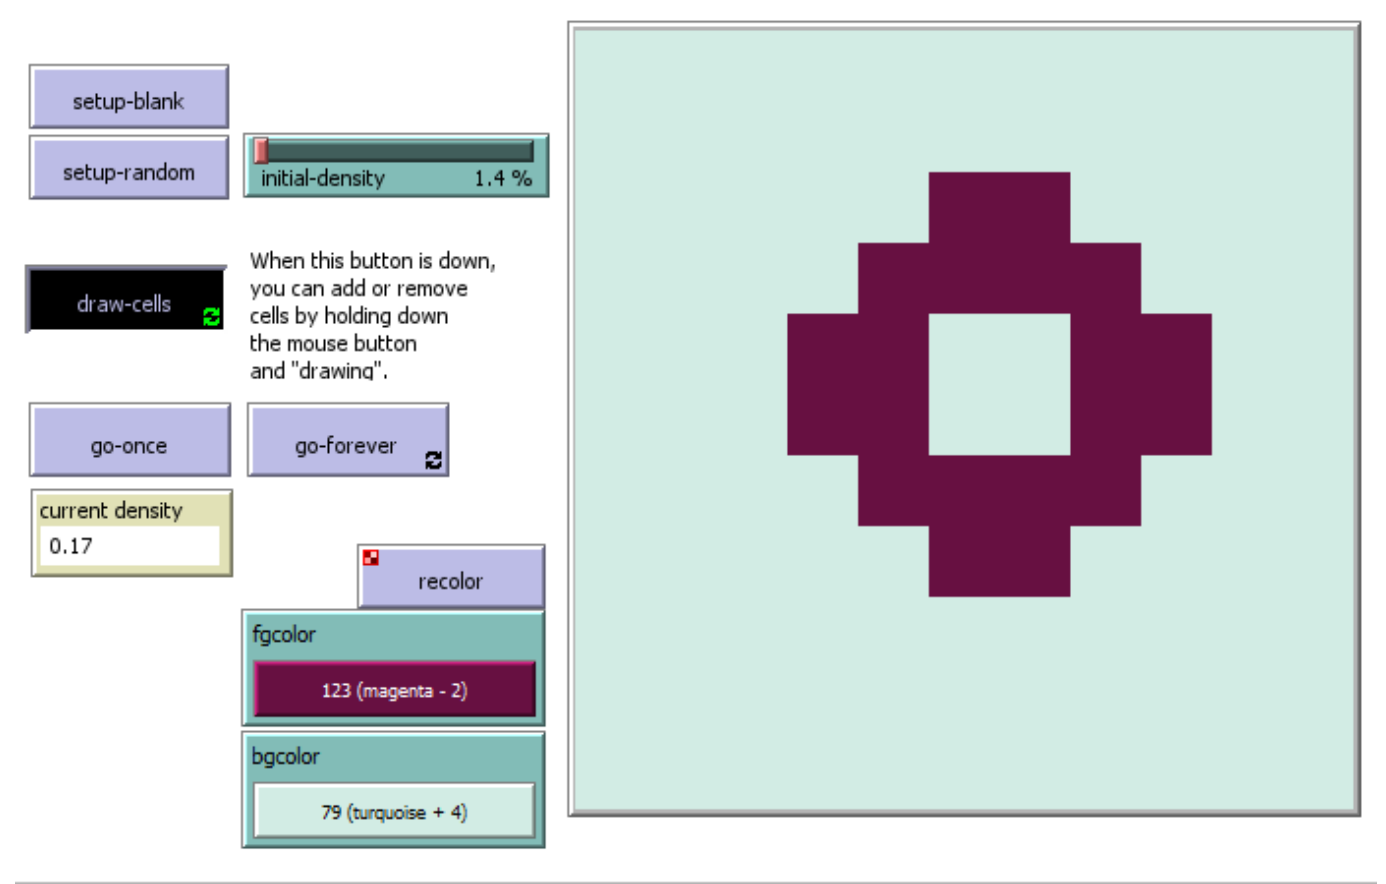 setup-blank
setup-random
initial-density 1.4 %
When this button is down,
you can add or remove
cells by holding down
the mouse button
and "drawing".
draw-cells
go-once
go-forever
current density
0.17
recolor
fgcolor
123 (magenta - 2)
bgcolor
79 (turquoise + 4)